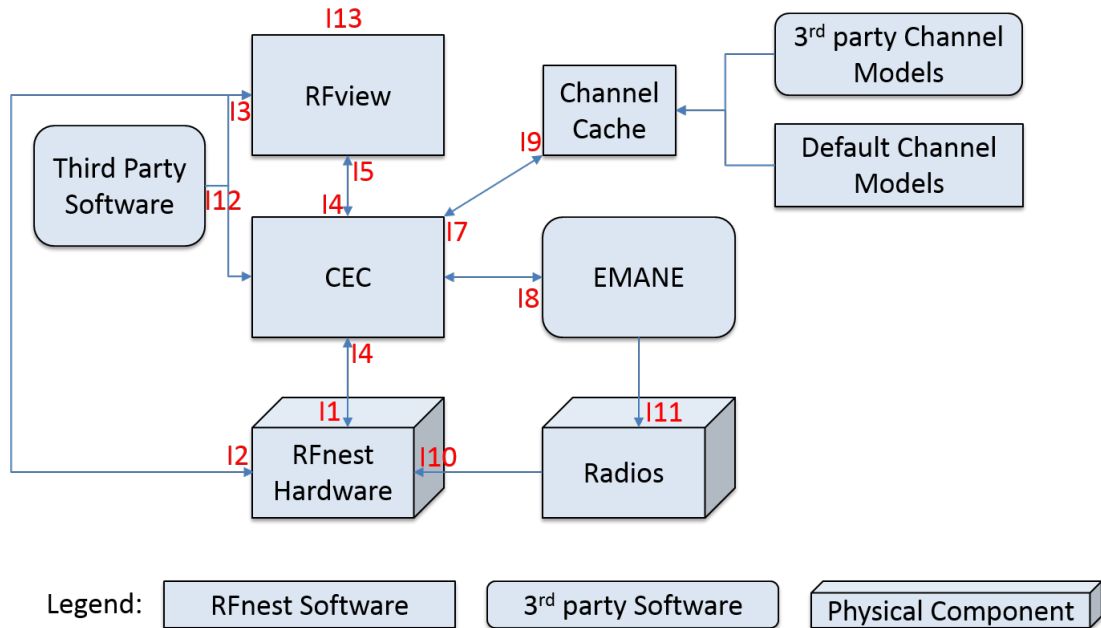 I13
RFview
I3
I5
I4
Third Party
Software
I12
Channel
Cache
I9
3rd party Channel
Models
Default Channel
Models
CEC
I7
I8
EMANE
I4
I1
I2
RFnest
Hardware
I10
I11
Radios
Legend:
RFnest Software
3rd party Software
Physical Component